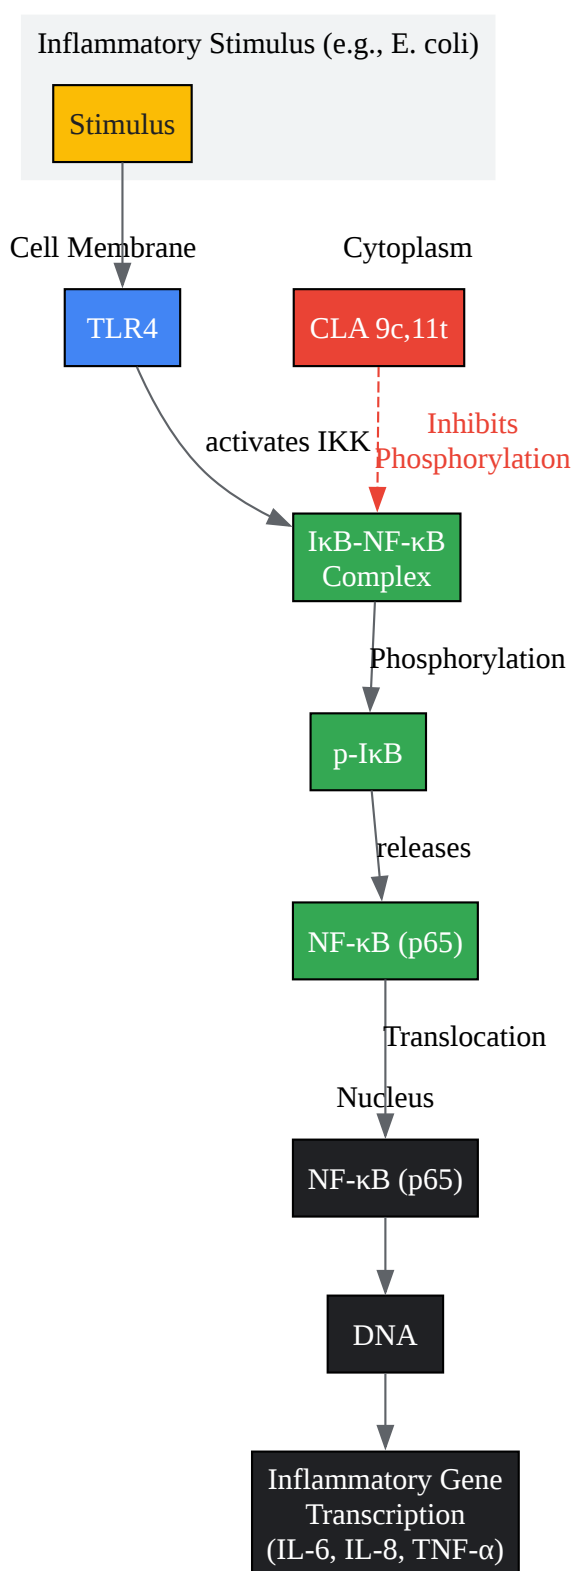 Inflammatory Stimulus (e.g., E. coli)
Stimulus
Cell Membrane
Cytoplasm
TLR4
CLA 9c,11t
activates IKK
Inhibits
Phosphorylation
IκB-NF-κB
Complex
Phosphorylation
p-IκB
releases
NF-κB (p65)
Translocation
Nucleus
NF-κB (p65)
DNA
Inflammatory Gene
Transcription
(IL-6, IL-8, TNF-α)